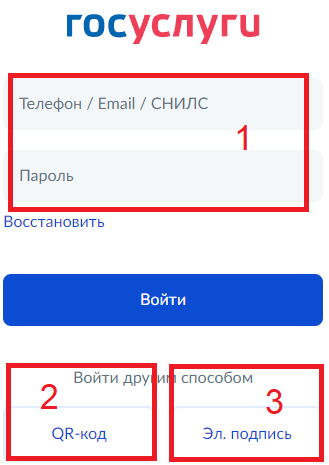 госуслуги
Телефон / Email / СНИЛС
1
Пароль
Восстановить
Войти
Войти другим способом
2
3
QR-код
Эл. подпись